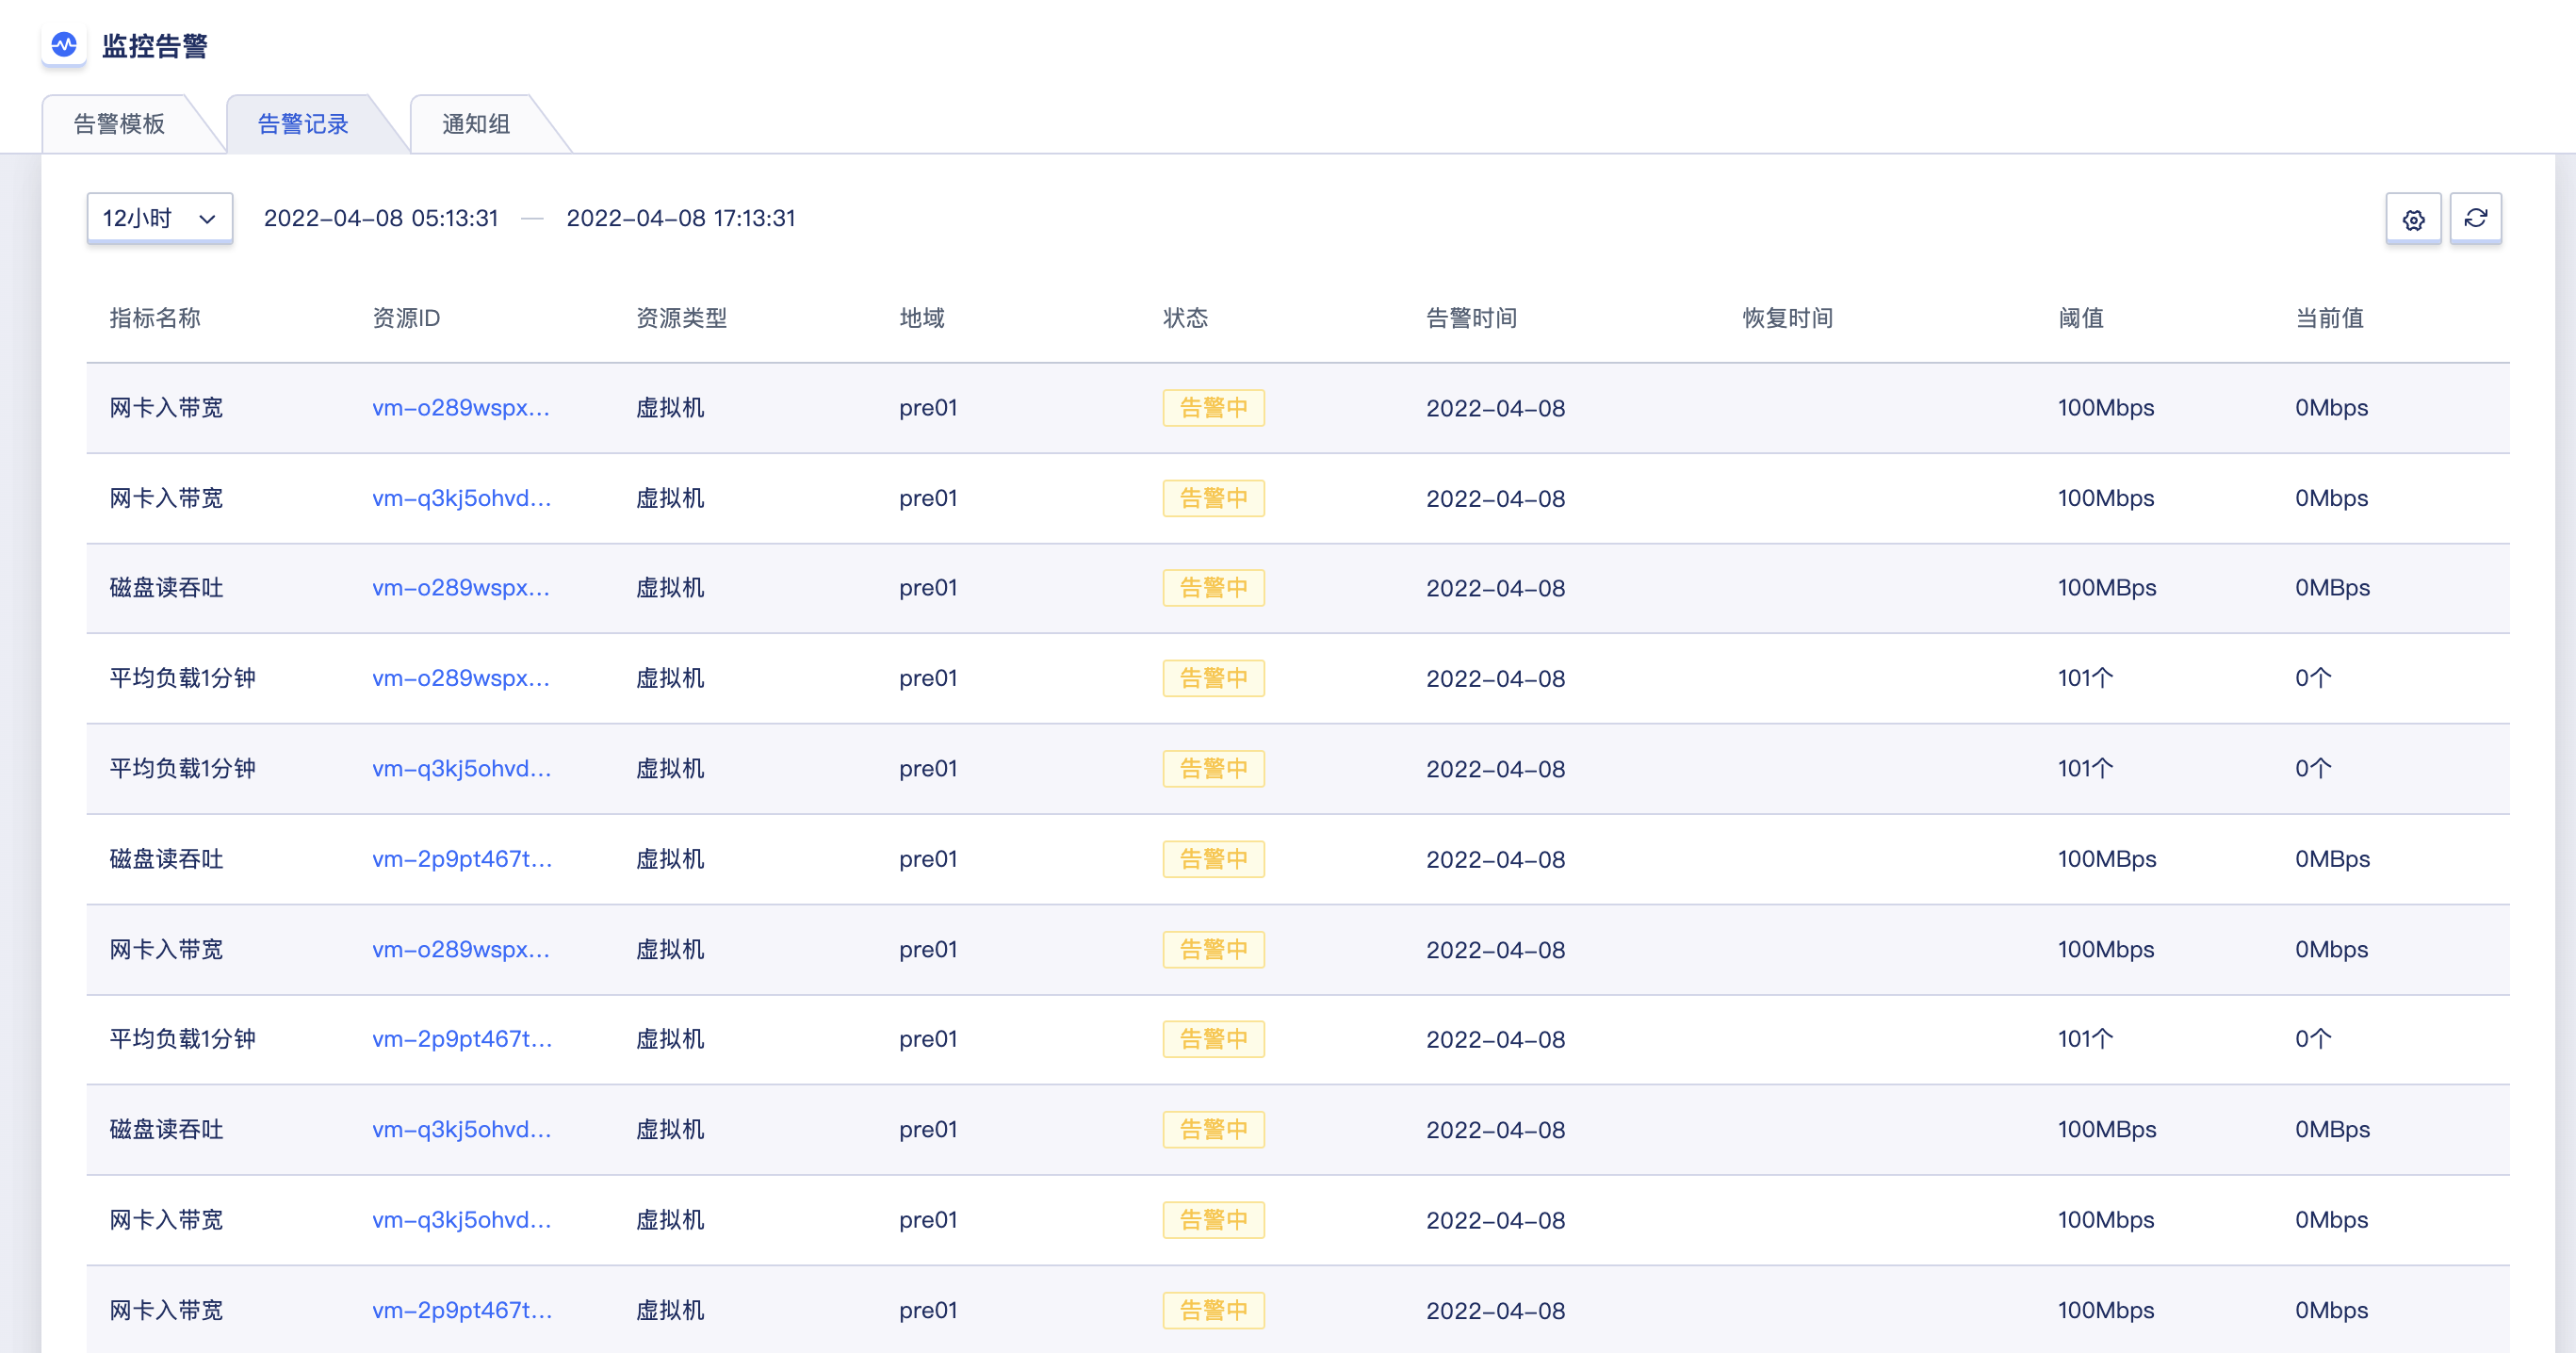 监控告警
告警模板 告警记录 通知组
12小时 2022-04-08 05:13:31 — 2022-04-08 17:13:31
指标名称 资源ID 资源类型 地域 状态 告警时间 恢复时间 阈值 当前值
网卡入带宽 vm-o289wspx... 虚拟机 pre01 告警中 2022-04-08 100Mbps 0Mbps
网卡入带宽 vm-q3kj5ohvd... 虚拟机 pre01 告警中 2022-04-08 100Mbps 0Mbps
磁盘读吞吐 vm-o289wspx... 虚拟机 pre01 告警中 2022-04-08 100MBps 0MBps
平均负载1分钟 vm-o289wspx... 虚拟机 pre01 告警中 2022-04-08 101个 0个
平均负载1分钟 vm-q3kj5ohvd... 虚拟机 pre01 告警中 2022-04-08 101个 0个
磁盘读吞吐 vm-2p9pt467t... 虚拟机 pre01 告警中 2022-04-08 100MBps 0MBps
网卡入带宽 vm-o289wspx... 虚拟机 pre01 告警中 2022-04-08 100Mbps 0Mbps
平均负载1分钟 vm-2p9pt467t... 虚拟机 pre01 告警中 2022-04-08 101个 0个
磁盘读吞吐 vm-q3kj5ohvd... 虚拟机 pre01 告警中 2022-04-08 100MBps 0MBps
网卡入带宽 vm-q3kj5ohvd... 虚拟机 pre01 告警中 2022-04-08 100Mbps 0Mbps
网卡入带宽 vm-2p9pt467t... 虚拟机 pre01 告警中 2022-04-08 100Mbps 0Mbps